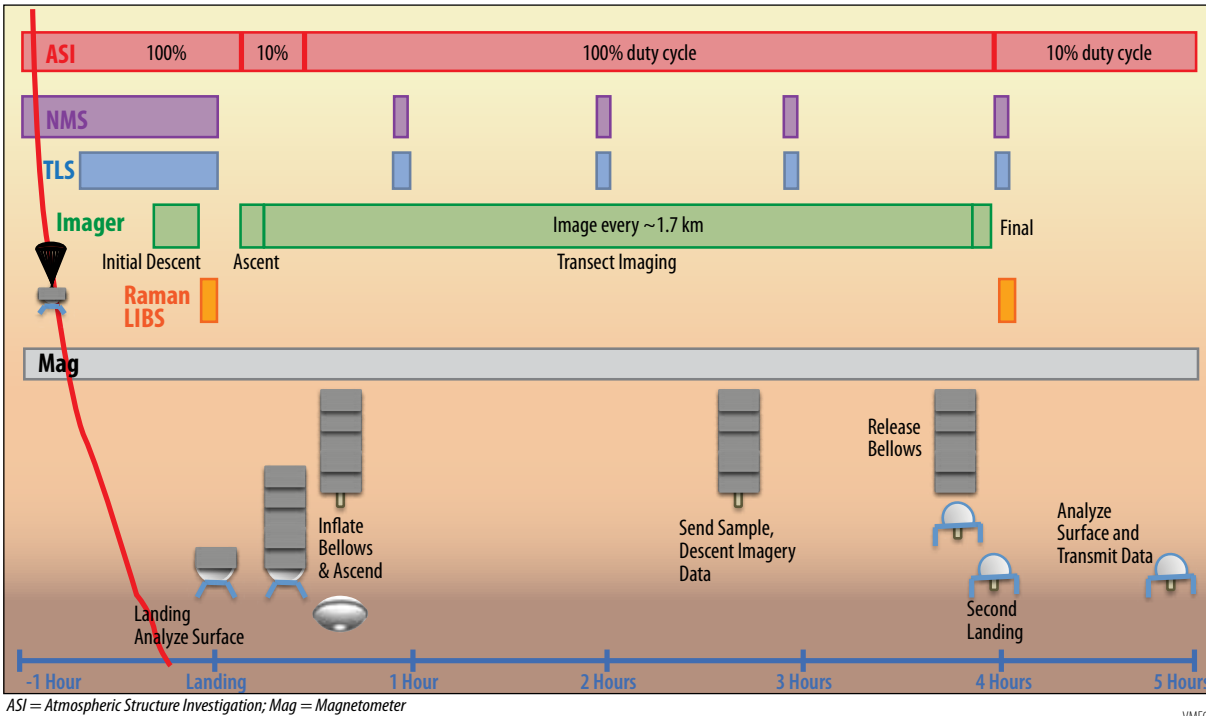 ASI 100% 10% 100% duty cycle 10% duty cycle
NMS
TLS
Imager Image every ~1.7 km Final
Initial Descent Ascent Transect Imaging
Raman
LIBS
Mag
Release
Bellows
Inflate
Bellows
& Ascend
Send Sample,
Descent Imagery
Data
Analyze
Surface and
Transmit Data
Landing
Analyze Surface
Second
Landing
-1 Hour Landing 1 Hour 2 Hours 3 Hours 4 Hours 5 Hours
ASI = Atmospheric Structure Investigation; Mag = Magnetometer